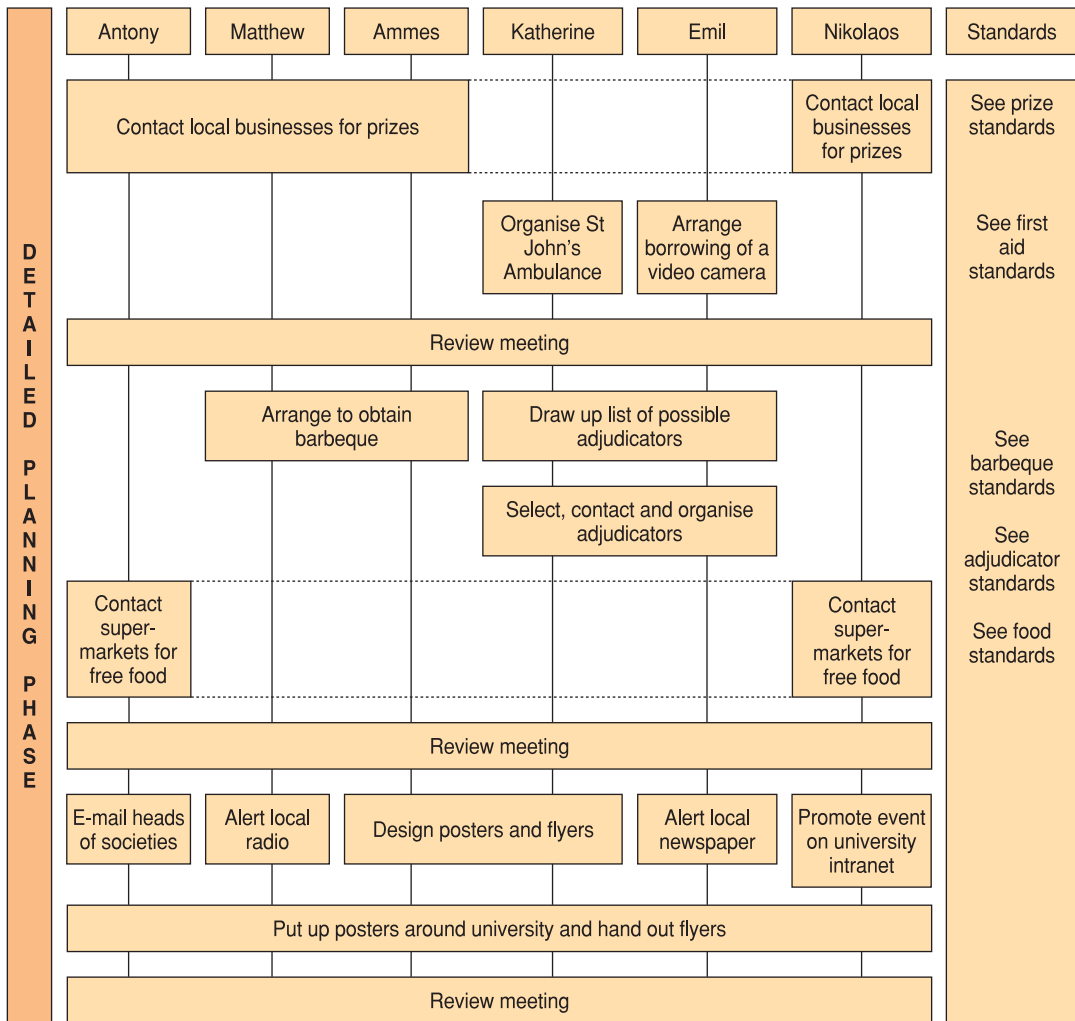 Antony
Matthew
Ammes
Katherine
Emil
Nikolaos
Standards
DETAILED PLANNING PHASE
Contact local businesses for prizes
Contact local
businesses
for prizes
See prize
standards
Organise St
John's
Ambulance
Arrange
borrowing of a
video camera
See first
aid
standards
Review meeting
Arrange to obtain
barbeque
Draw up list of possible
adjudicators
See
barbeque
standards
Select, contact and organise
adjudicators
See
adjudicator
standards
Contact
super-
markets for
free food
Contact
super-
markets for
free food
See food
standards
Review meeting
E-mail heads
of societies
Alert local
radio
Design posters and flyers
Alert local
newspaper
Promote event
on university
intranet
Put up posters around university and hand out flyers
Review meeting